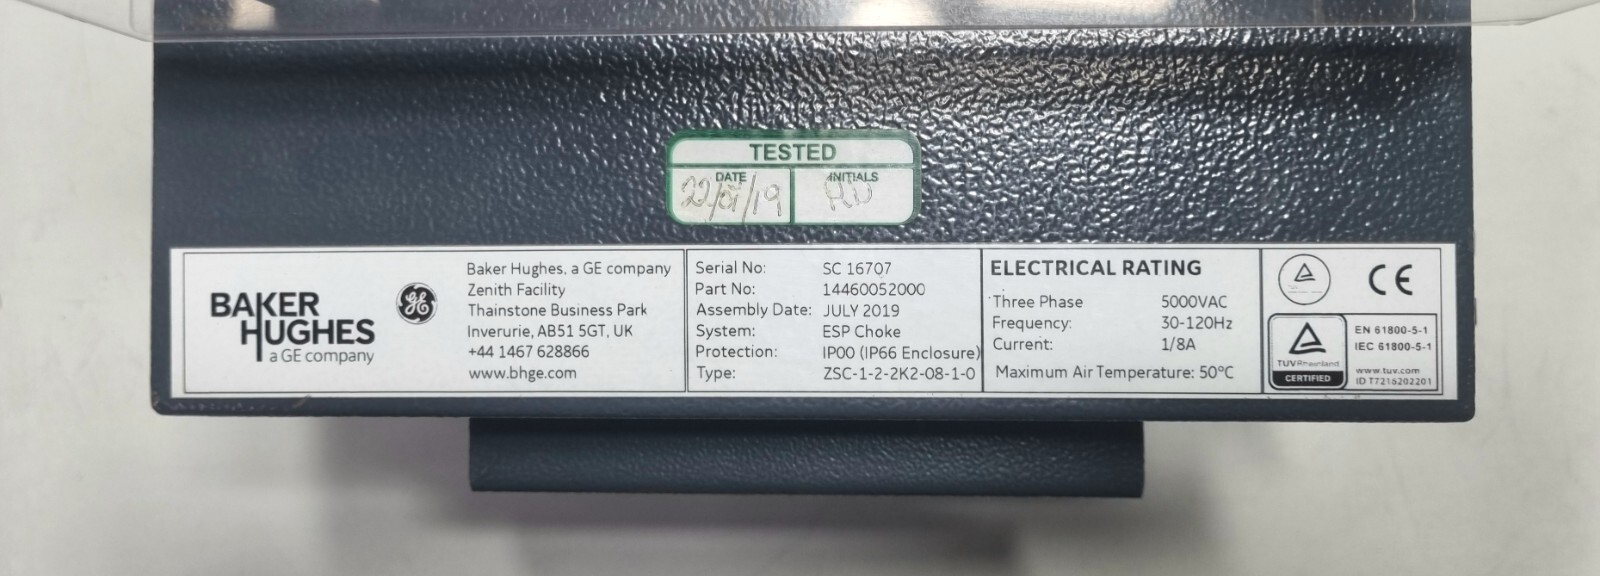 TESTED
DATE
INITIALS
BAKER
HUGHES
a GE company
GE
Baker Hughes, a GE company
Zenith Facility
Thainstone Business Park
Inverurie, AB51 5GT, UK
+44 1467 628866
www.bhge.com
Serial No: SC 16707
Part No: 14460052000
Assembly Date: JULY 2019
System: ESP Choke
Protection: IP00 (IP66 Enclosure)
Type: ZSC-1-2-2K2-08-1-0
ELECTRICAL RATING
Three Phase 5000VAC
Frequency: 30-120Hz
Current: 1/8A
Maximum Air Temperature: 50°C
CE
TÜVRheinland
CERTIFIED
EN 61800-5-1
IEC 61800-5-1
www.tuv.com
ID T7215202201